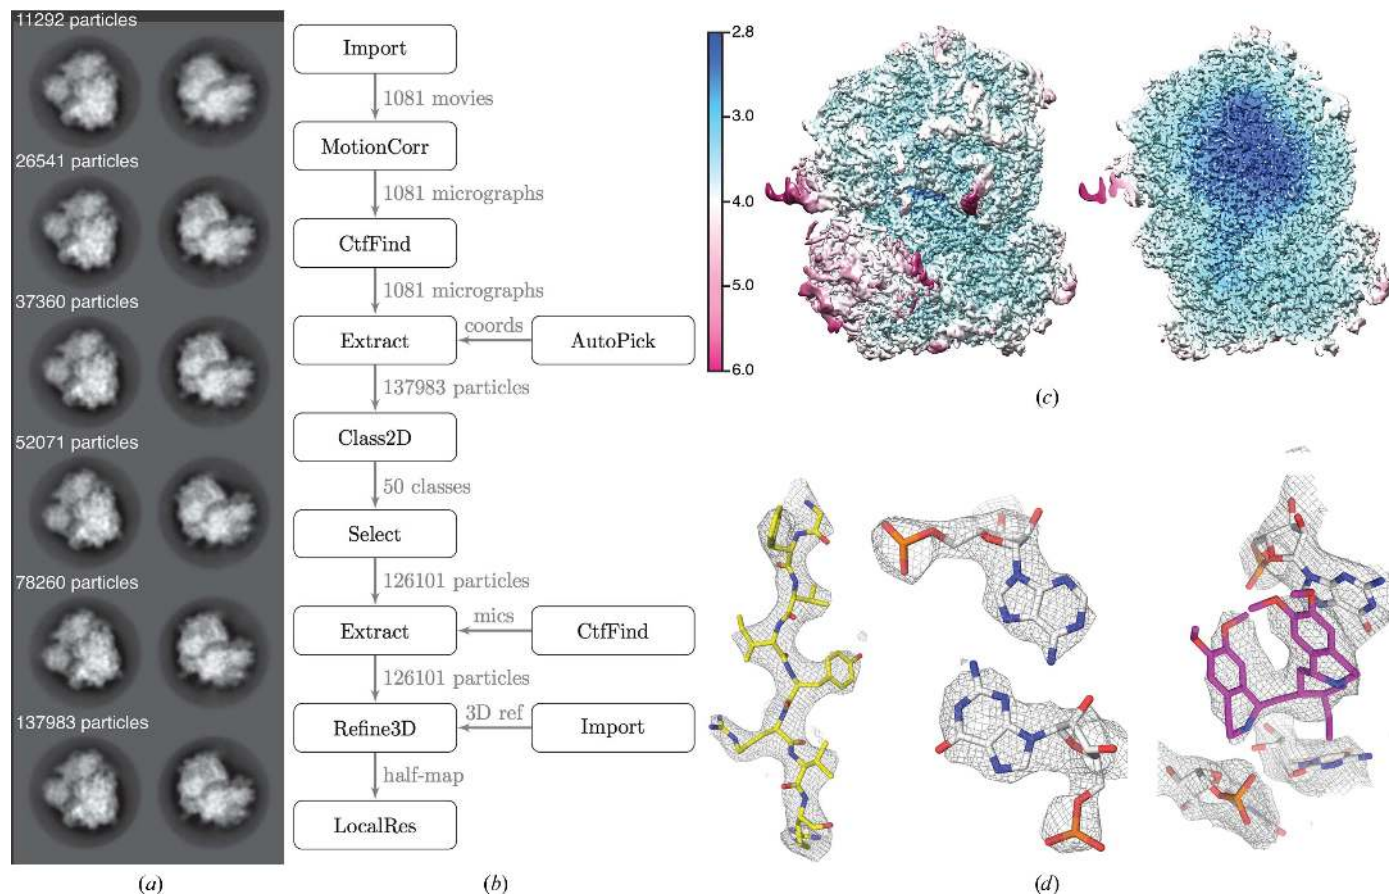 11292 particles
26541 particles
37360 particles
52071 particles
78260 particles
137983 particles
(a)
Import
1081 movies
MotionCorr
1081 micrographs
CtfFind
1081 micrographs
Extract
coords
AutoPick
137983 particles
Class2D
50 classes
Select
126101 particles
Extract
mics
CtfFind
126101 particles
Refine3D
3D ref
Import
half-map
LocalRes
(b)
2.8
3.0
4.0
5.0
6.0
(c)
(d)